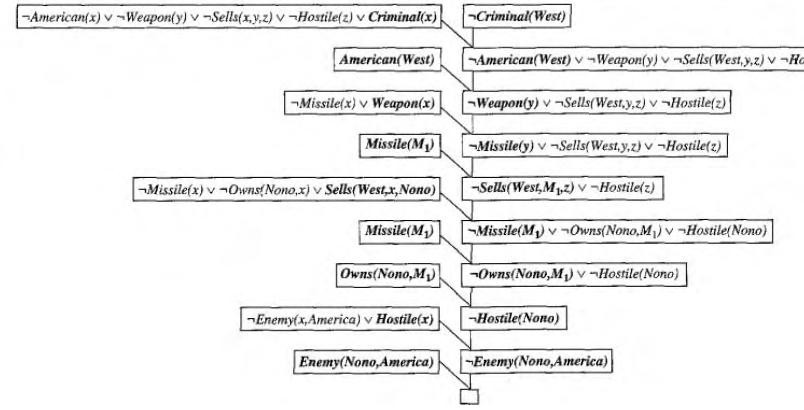 ¬American(x) ∨ ¬Weapon(y) ∨ ¬Sells(x,y,z) ∨ ¬Hostile(z) ∨ Criminal(x) ¬Criminal(West)
American(West) ¬American(West) ∨ ¬Weapon(y) ∨ ¬Sells(West,y,z) ∨ ¬Ho
¬Missile(x) ∨ Weapon(x) ¬Weapon(y) ∨ ¬Sells(West,y,z) ∨ ¬Hostile(z)
Missile(M₁) ¬Missile(y) ∨ ¬Sells(West,y,z) ∨ ¬Hostile(z)
¬Missile(x) ∨ ¬Owns(Nono,x) ∨ Sells(West,x,Nono) ¬Sells(West,M₁,z) ∨ ¬Hostile(z)
Missile(M₁) ¬Missile(M₁) ∨ ¬Owns(Nono,M₁) ∨ ¬Hostile(Nono)
Owns(Nono,M₁) ¬Owns(Nono,M₁) ∨ ¬Hostile(Nono)
¬Enemy(x,America) ∨ Hostile(x) ¬Hostile(Nono)
Enemy(Nono,America) ¬Enemy(Nono,America)